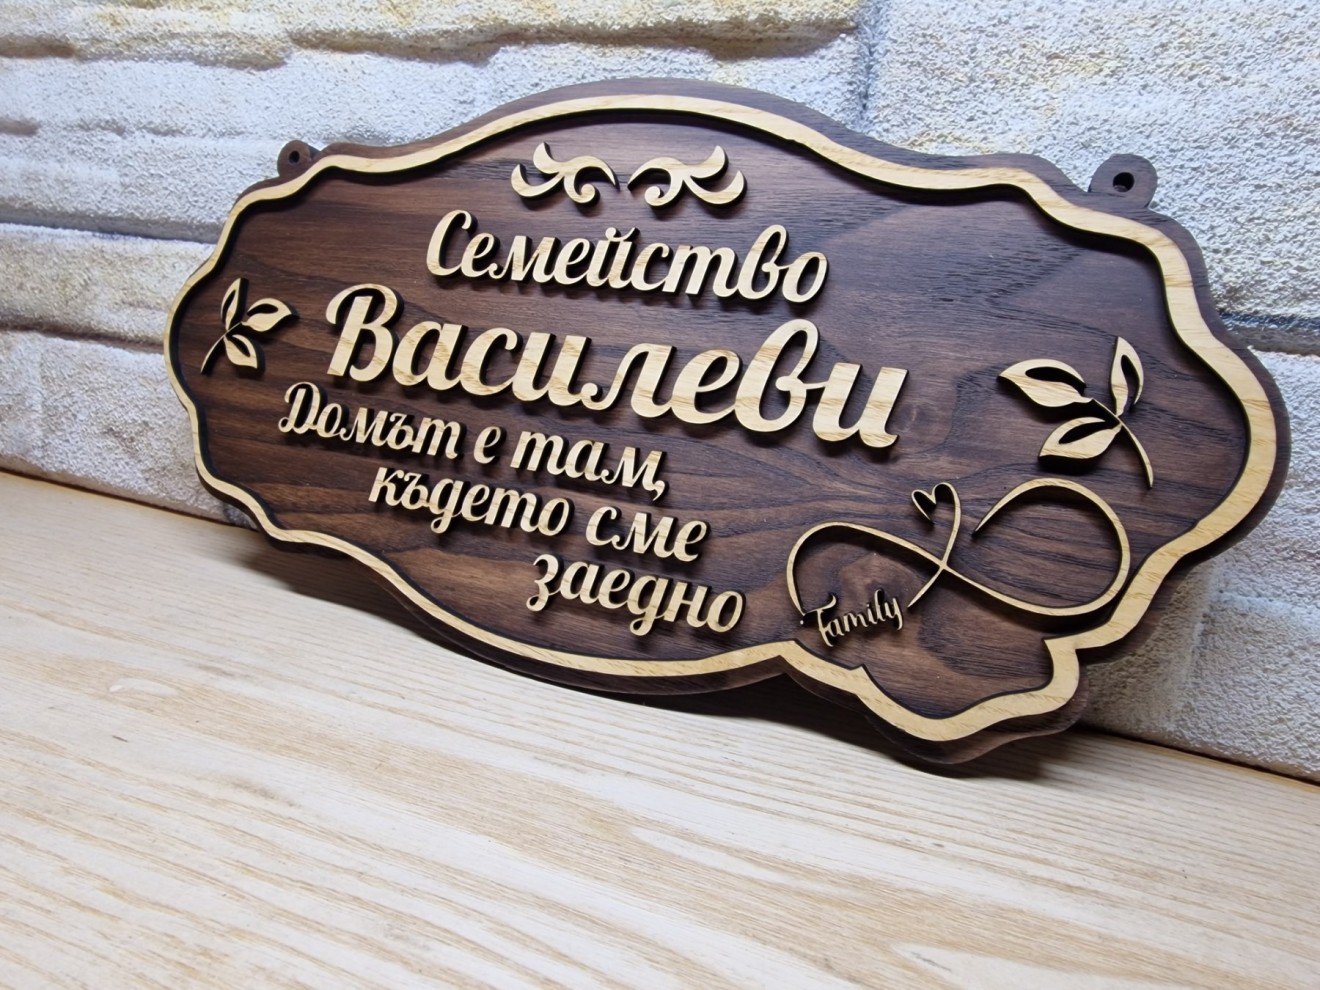 Семейство
Василеви
Домът е там,
където сме
заедно
Family